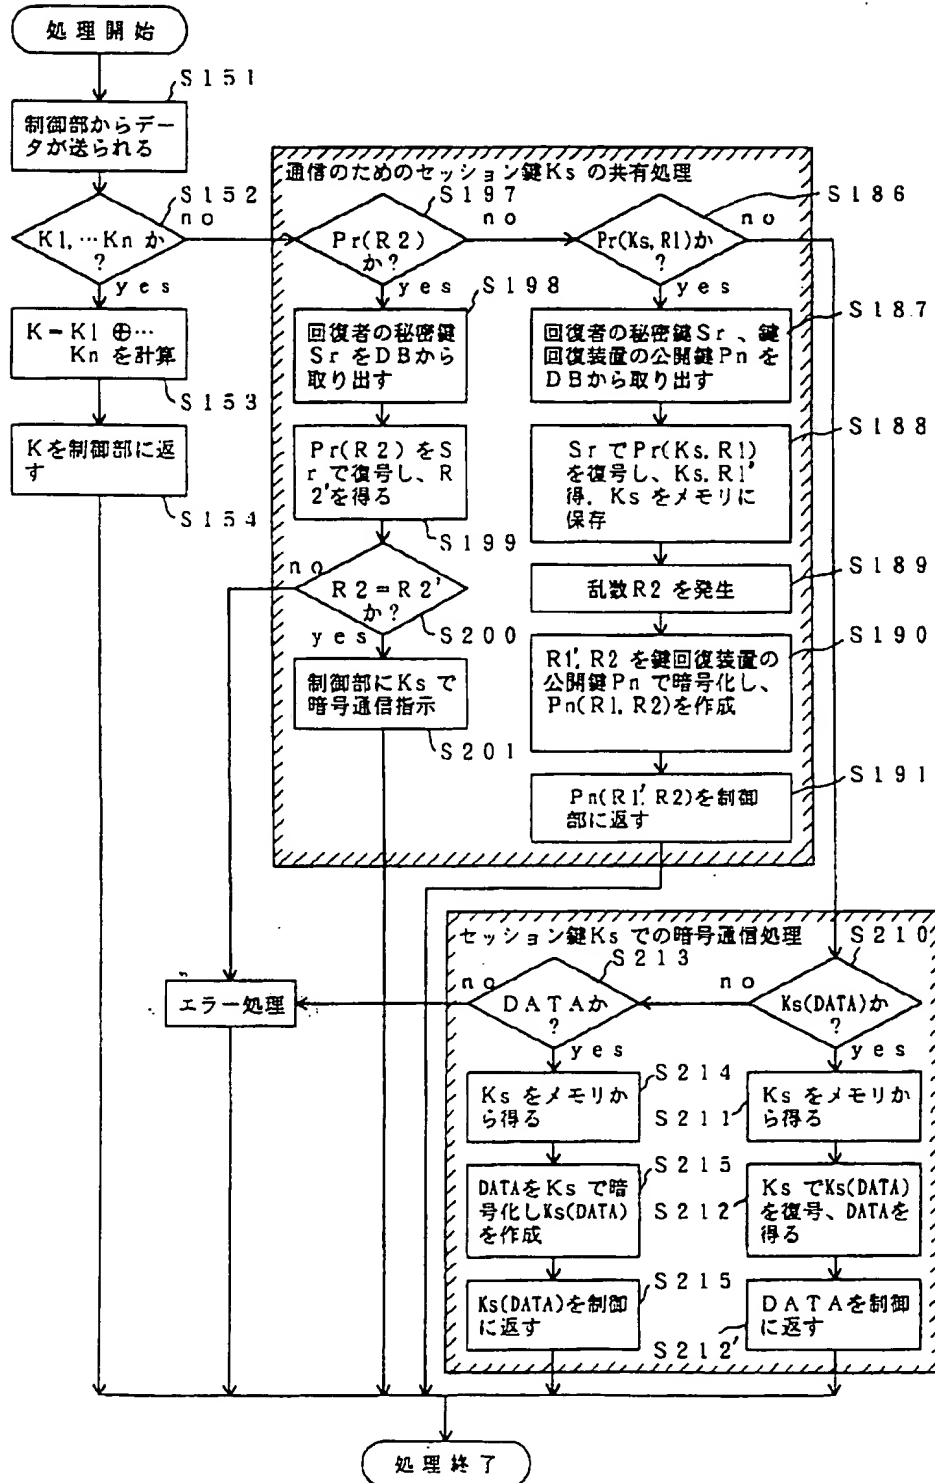 処理開始
S151
制御部からデー
タが送られる
S152
K1,…Kn か
?
no
yes
K=K1 ⊕…
Kn を計算
S153
Kを制御部に返
す
S154
通信のためのセッション鍵Ks の共有処理
S197
Pr(R2)
か?
no
yes
S198
回復者の秘密鍵
SrをDBから
取り出す
Pr(R2)をS
rで復号し、R
2'を得る
S199
no
R2=R2'
か?
S200
yes
制御部にKs で
暗号通信指示
S201
S186
Pr(Ks,R1)か
?
no
yes
S187
回復者の秘密鍵Sr、鍵
回復装置の公開鍵Pn を
DBから取り出す
S188
Sr でPr(Ks.R1)
を復号し、Ks.R1'
得. Ks をメモリに
保存
S189
乱数R2 を発生
S190
R1'. R2 を鍵回復装置の
公開鍵Pn で暗号化し、
Pn(R1. R2)を作成
S191
Pn(R1'. R2)を制御
部に返す
セッション鍵Ks での暗号通信処理
S210
Ks(DATA)か
?
no
yes
S213
DATAか
?
no
yes
エラー処理
S214
Ks をメモリか
ら得る
S215
DATAをKs で暗
号化しKs(DATA)
を作成
S215
Ks(DATA)を制御
に返す
S211
Ks をメモリか
ら得る
S212
Ks でKs(DATA)
を復号、DATAを
得る
S212'
DATAを制御
に返す
処理終了